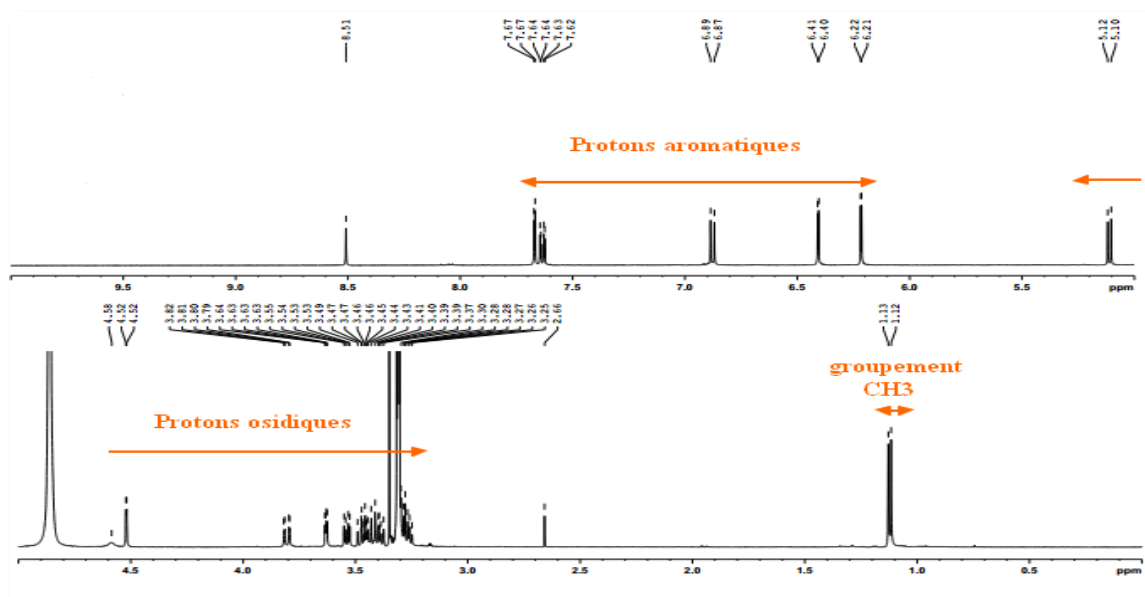 8.51 7.67 7.67 7.64 7.64 7.63 7.62 6.89 6.87 6.41 6.40 6.22 6.21 5.12 5.10
Protons aromatiques
9.5 9.0 8.5 8.0 7.5 7.0 6.5 6.0 5.5 ppm
4.58 4.52 4.52 3.82 3.81 3.80 3.79 3.64 3.63 3.63 3.63 3.55 3.54 3.53 3.53 3.49 3.47 3.47 3.46 3.46 3.45 3.44 3.43 3.41 3.40 3.39 3.39 3.37 3.30 3.28 3.28 3.27 3.26 3.25 2.66 1.13 1.12
groupement
CH3
Protons osidiques
4.5 4.0 3.5 3.0 2.5 2.0 1.5 1.0 0.5 ppm